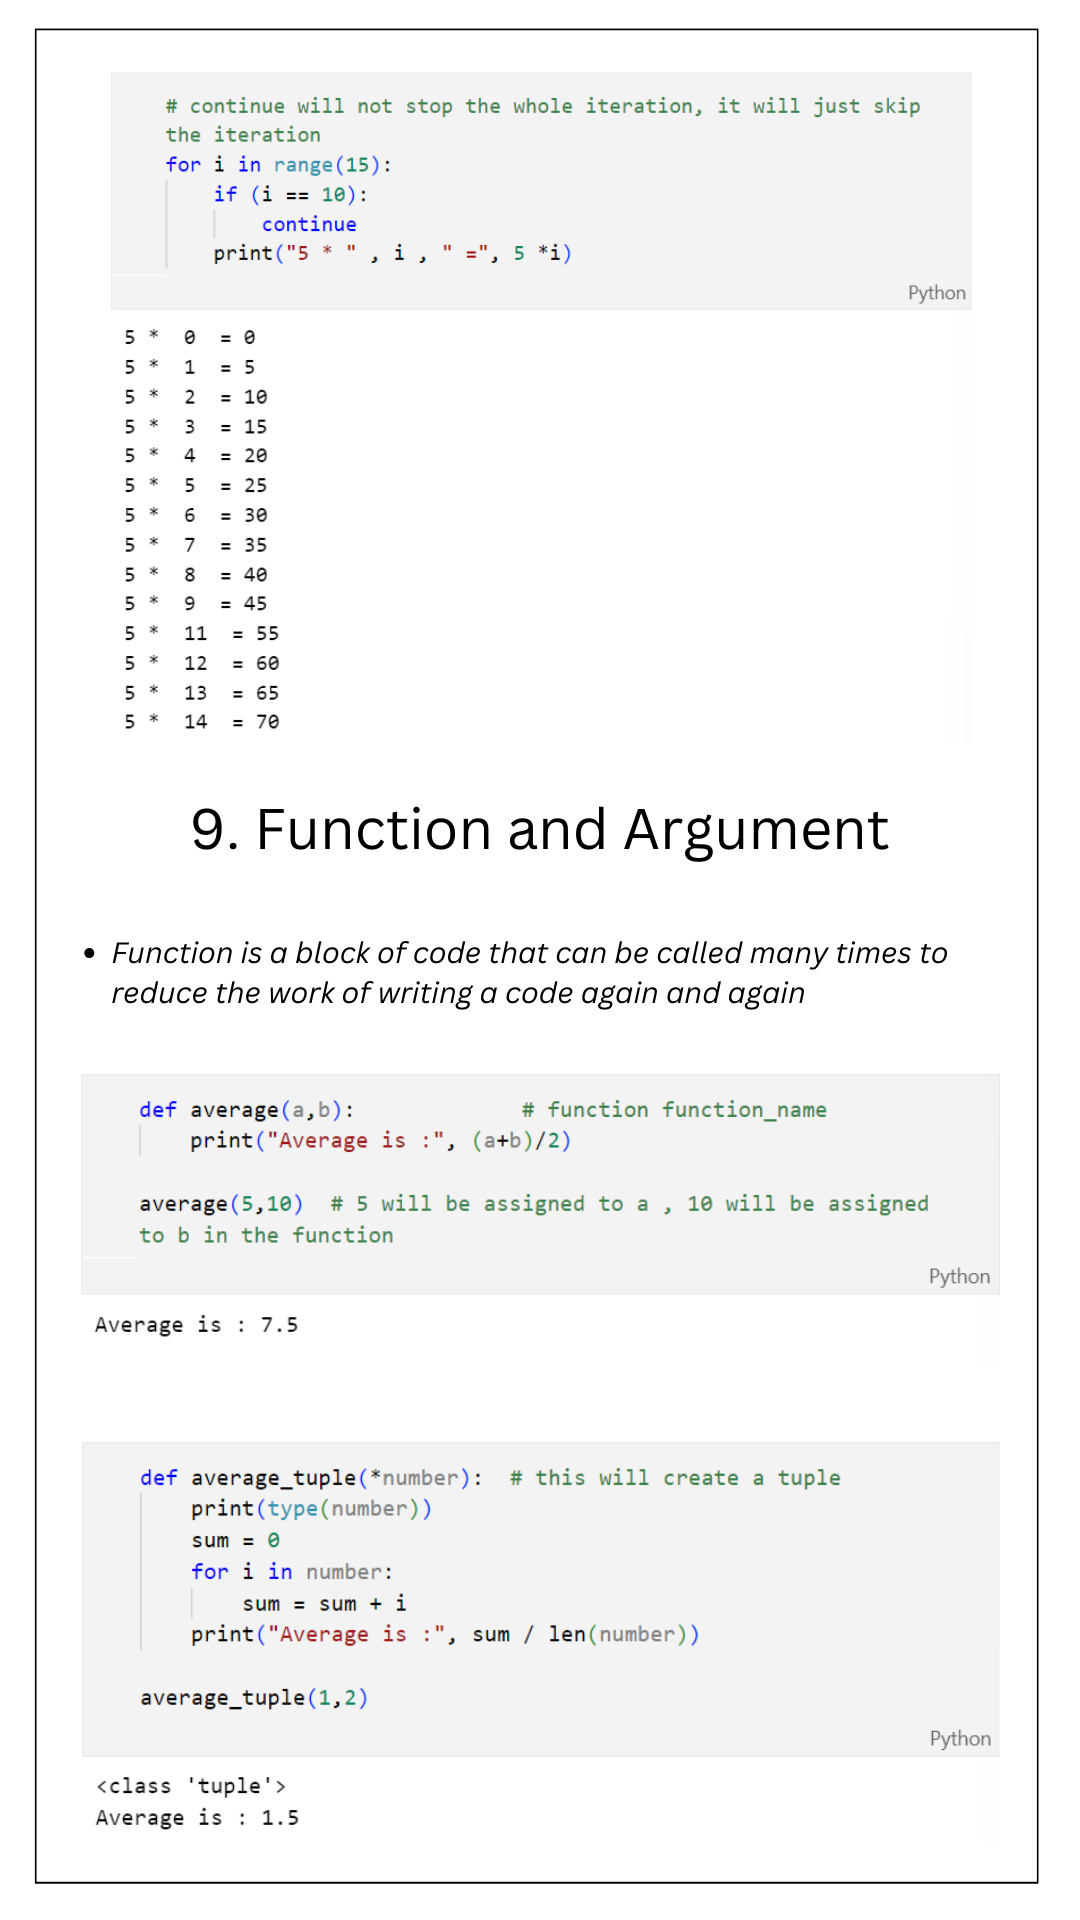 # continue will not stop the whole iteration, it will just skip
the iteration
for i in range(15):
    if (i == 10):
        continue
    print("5 * " , i , " =", 5 *i)
Python
5 *  0  = 0
5 *  1  = 5
5 *  2  = 10
5 *  3  = 15
5 *  4  = 20
5 *  5  = 25
5 *  6  = 30
5 *  7  = 35
5 *  8  = 40
5 *  9  = 45
5 *  11  = 55
5 *  12  = 60
5 *  13  = 65
5 *  14  = 70
9. Function and Argument
• Function is a block of code that can be called many times to
reduce the work of writing a code again and again
def average(a,b):             # function function_name
    print("Average is :", (a+b)/2)
average(5,10)  # 5 will be assigned to a , 10 will be assigned
to b in the function
Python
Average is : 7.5
def average_tuple(*number):  # this will create a tuple
    print(type(number))
    sum = 0
    for i in number:
        sum = sum + i
    print("Average is :", sum / len(number))
average_tuple(1,2)
Python
<class 'tuple'>
Average is : 1.5